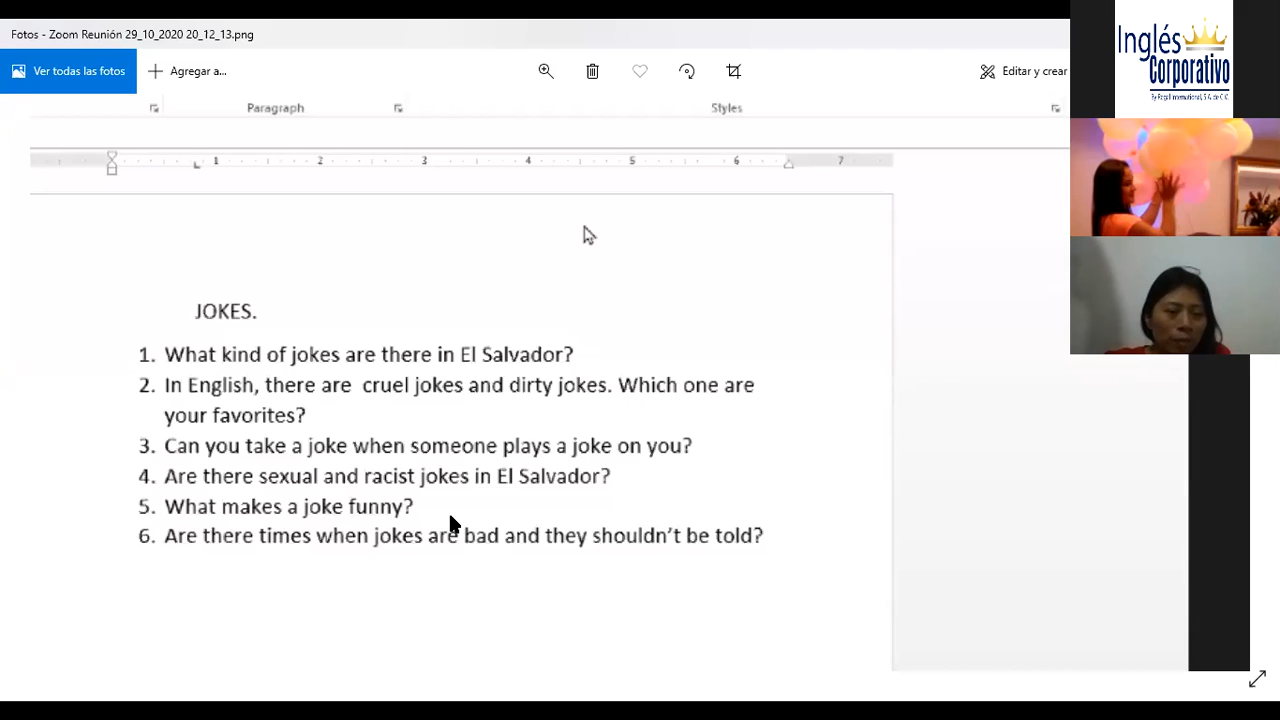 Fotos - Zoom Reunión 29_10_2020 20_12_13.png
Ver todas las fotos
Agregar a...
Editar y crear
Inglés
Corporativo
Paragraph
Styles
1 2 3 4 5 6 7
JOKES.
1. What kind of jokes are there in El Salvador?
2. In English, there are cruel jokes and dirty jokes. Which one are
your favorites?
3. Can you take a joke when someone plays a joke on you?
4. Are there sexual and racist jokes in El Salvador?
5. What makes a joke funny?
6. Are there times when jokes are bad and they shouldn't be told?